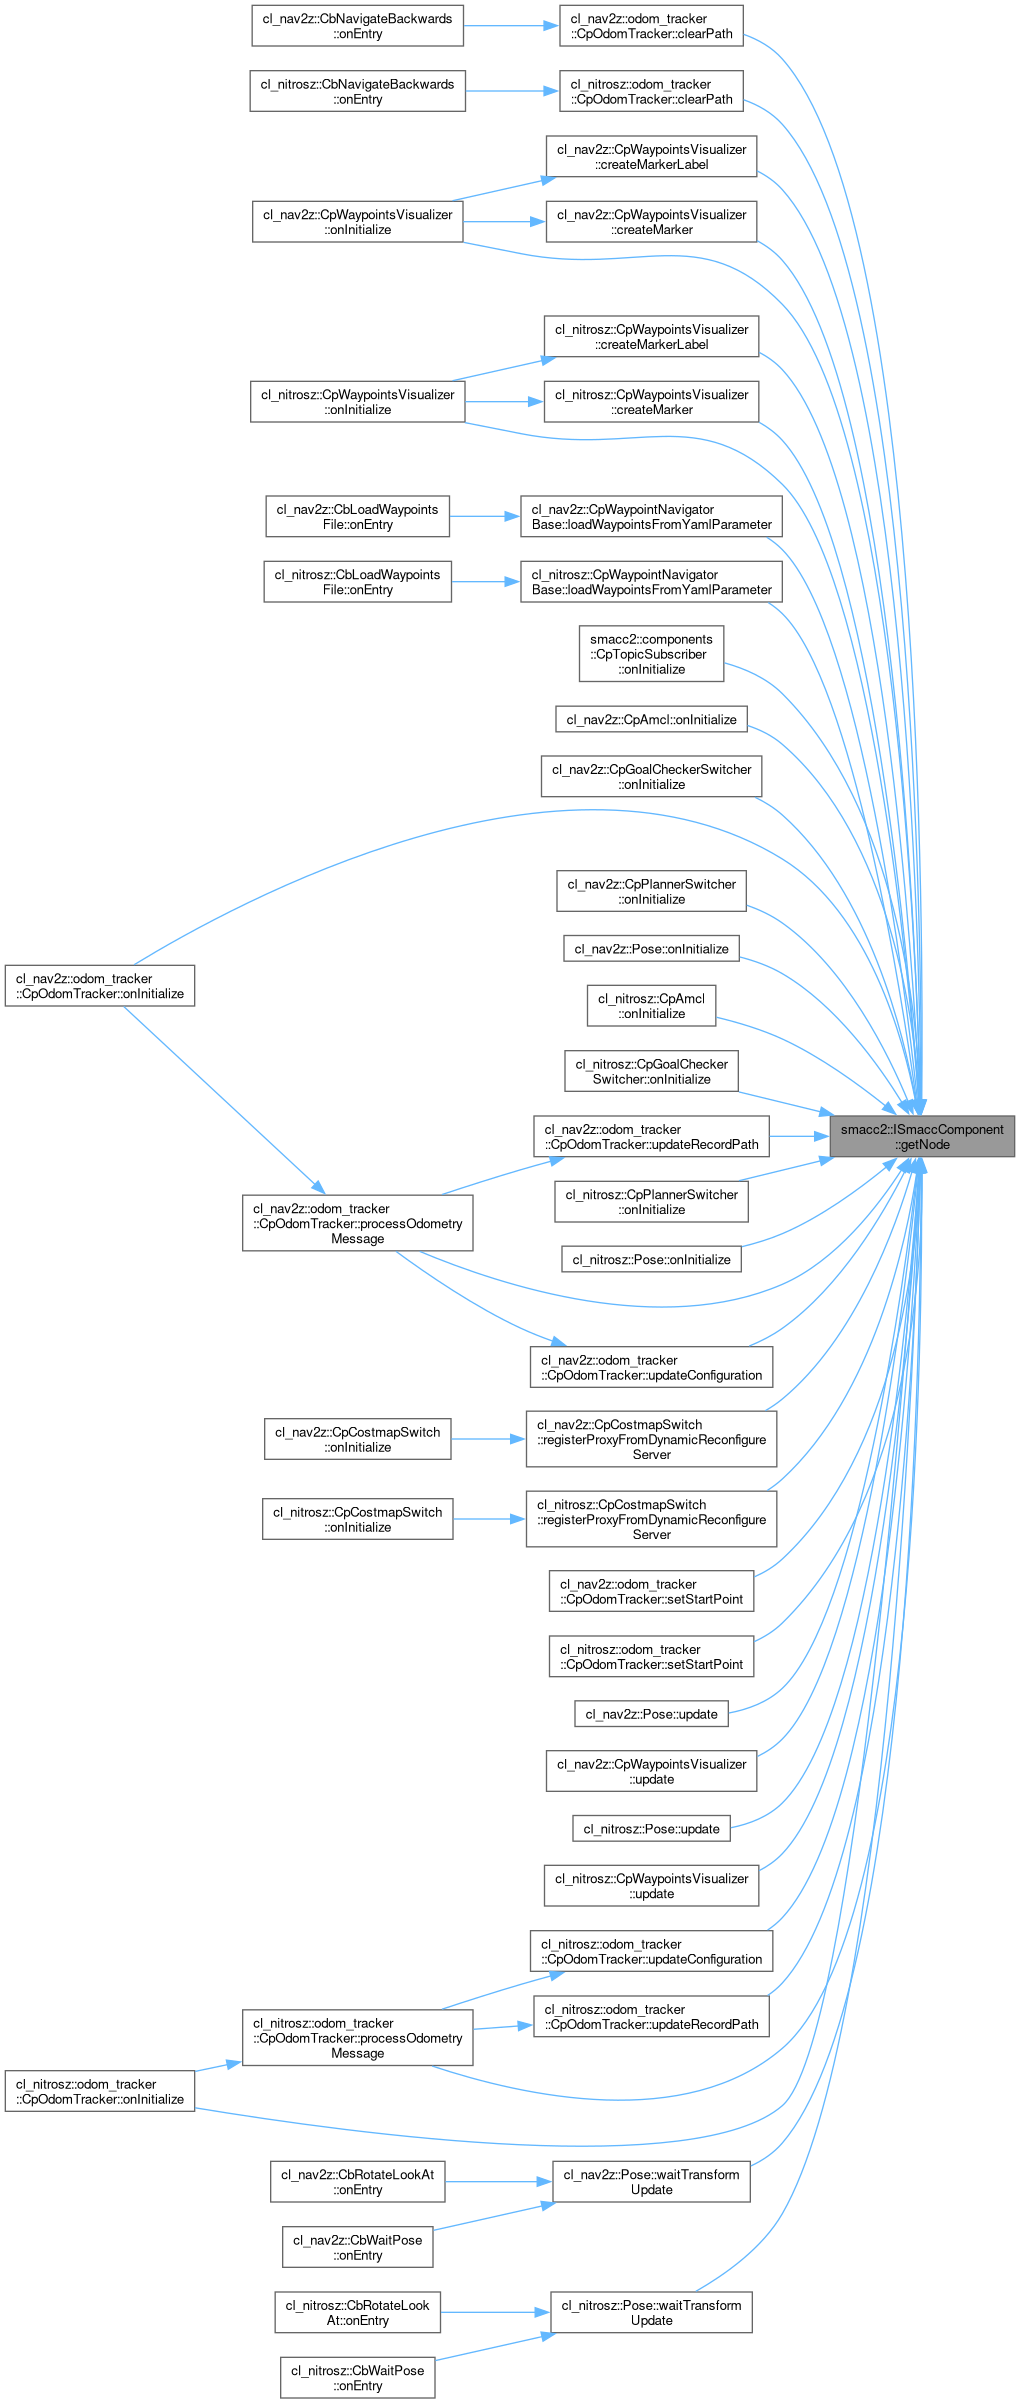 cl_nav2z::CbNavigateBackwards
::onEntry
cl_nav2z::odom_tracker
::CpOdomTracker::clearPath
cl_nitrosz::CbNavigateBackwards
::onEntry
cl_nitrosz::odom_tracker
::CpOdomTracker::clearPath
cl_nav2z::CpWaypointsVisualizer
::createMarkerLabel
cl_nav2z::CpWaypointsVisualizer
::onInitialize
cl_nav2z::CpWaypointsVisualizer
::createMarker
cl_nitrosz::CpWaypointsVisualizer
::createMarkerLabel
cl_nitrosz::CpWaypointsVisualizer
::onInitialize
cl_nitrosz::CpWaypointsVisualizer
::createMarker
cl_nav2z::CbLoadWaypoints
File::onEntry
cl_nav2z::CpWaypointNavigator
Base::loadWaypointsFromYamlParameter
cl_nitrosz::CbLoadWaypoints
File::onEntry
cl_nitrosz::CpWaypointNavigator
Base::loadWaypointsFromYamlParameter
smacc2::components
::CpTopicSubscriber
::onInitialize
cl_nav2z::CpAmcl::onInitialize
cl_nav2z::CpGoalCheckerSwitcher
::onInitialize
cl_nav2z::CpPlannerSwitcher
::onInitialize
cl_nav2z::Pose::onInitialize
cl_nav2z::odom_tracker
::CpOdomTracker::onInitialize
cl_nitrosz::CpAmcl
::onInitialize
cl_nitrosz::CpGoalChecker
Switcher::onInitialize
smacc2::ISmaccComponent
::getNode
cl_nav2z::odom_tracker
::CpOdomTracker::updateRecordPath
cl_nitrosz::CpPlannerSwitcher
::onInitialize
cl_nav2z::odom_tracker
::CpOdomTracker::processOdometry
Message
cl_nitrosz::Pose::onInitialize
cl_nav2z::odom_tracker
::CpOdomTracker::updateConfiguration
cl_nav2z::CpCostmapSwitch
::onInitialize
cl_nav2z::CpCostmapSwitch
::registerProxyFromDynamicReconfigure
Server
cl_nitrosz::CpCostmapSwitch
::onInitialize
cl_nitrosz::CpCostmapSwitch
::registerProxyFromDynamicReconfigure
Server
cl_nav2z::odom_tracker
::CpOdomTracker::setStartPoint
cl_nitrosz::odom_tracker
::CpOdomTracker::setStartPoint
cl_nav2z::Pose::update
cl_nav2z::CpWaypointsVisualizer
::update
cl_nitrosz::Pose::update
cl_nitrosz::CpWaypointsVisualizer
::update
cl_nitrosz::odom_tracker
::CpOdomTracker::updateConfiguration
cl_nitrosz::odom_tracker
::CpOdomTracker::updateRecordPath
cl_nitrosz::odom_tracker
::CpOdomTracker::processOdometry
Message
cl_nitrosz::odom_tracker
::CpOdomTracker::onInitialize
cl_nav2z::CbRotateLookAt
::onEntry
cl_nav2z::Pose::waitTransform
Update
cl_nav2z::CbWaitPose
::onEntry
cl_nitrosz::CbRotateLook
At::onEntry
cl_nitrosz::Pose::waitTransform
Update
cl_nitrosz::CbWaitPose
::onEntry